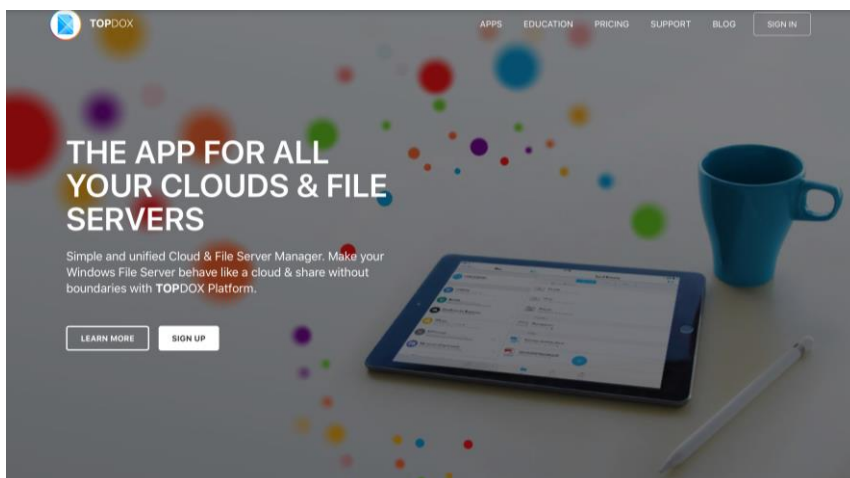 TOPDOX
APPS EDUCATION PRICING SUPPORT BLOG SIGN IN
THE APP FOR ALL
YOUR CLOUDS & FILE
SERVERS
Simple and unified Cloud & File Server Manager. Make your
Windows File Server behave like a cloud & share without
boundaries with TOPDOX Platform.
LEARN MORE SIGN UP